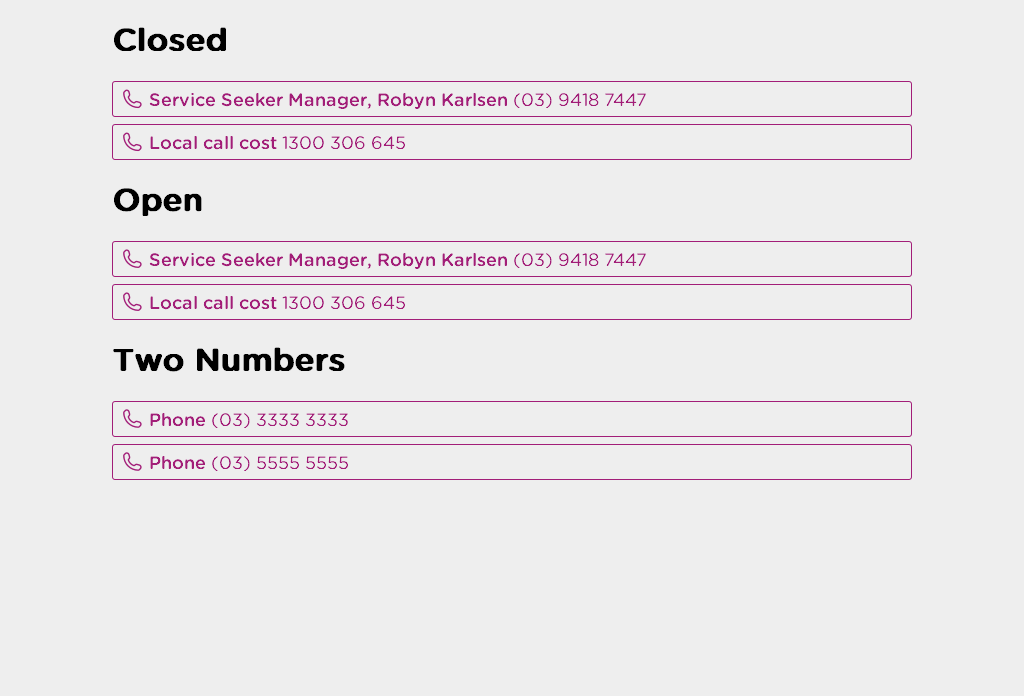 Closed
Service Seeker Manager, Robyn Karlsen (03) 9418 7447
Local call cost 1300 306 645
Open
Service Seeker Manager, Robyn Karlsen (03) 9418 7447
Local call cost 1300 306 645
Two Numbers
Phone (03) 3333 3333
Phone (03) 5555 5555